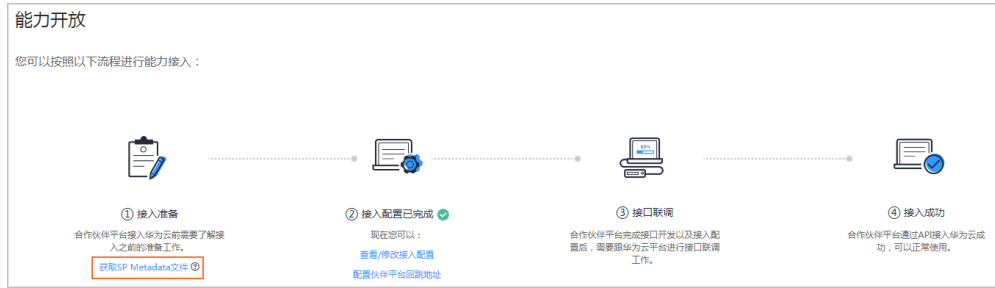 能力开放
您可以按照以下流程进行能力接入：
① 接入准备
合作伙伴平台接入华为云前需要了解接
入之前的准备工作。
获取SP Metadata文件
② 接入配置已完成
现在您可以：
查看/修改接入配置
配置伙伴平台回跳地址
③ 接口联调
合作伙伴平台完成接口开发以及接入配
置后，需要跟华为云平台进行接口联调
工作。
④ 接入成功
合作伙伴平台通过API接入华为云成
功，可以正常使用。